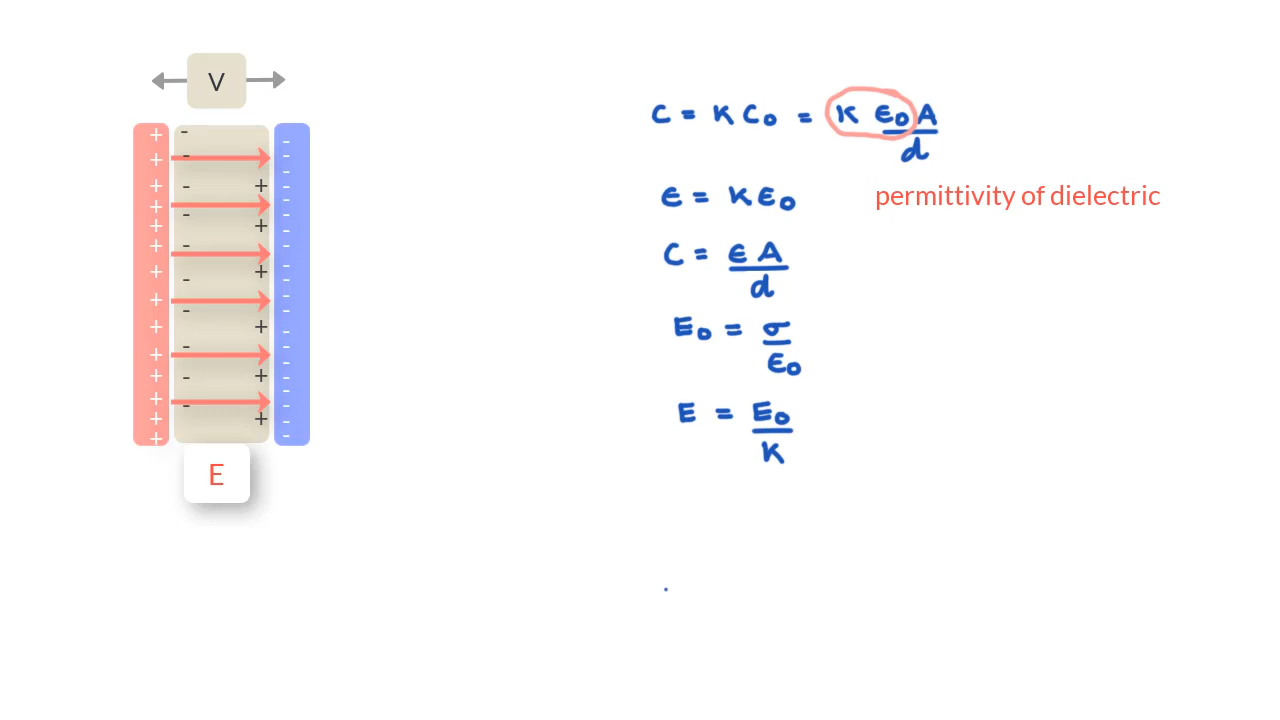 V
C = K C₀ = K ε₀ A / d
ε = K ε₀
permittivity of dielectric
C = ε A / d
E₀ = σ / ε₀
E = E₀ / K
E